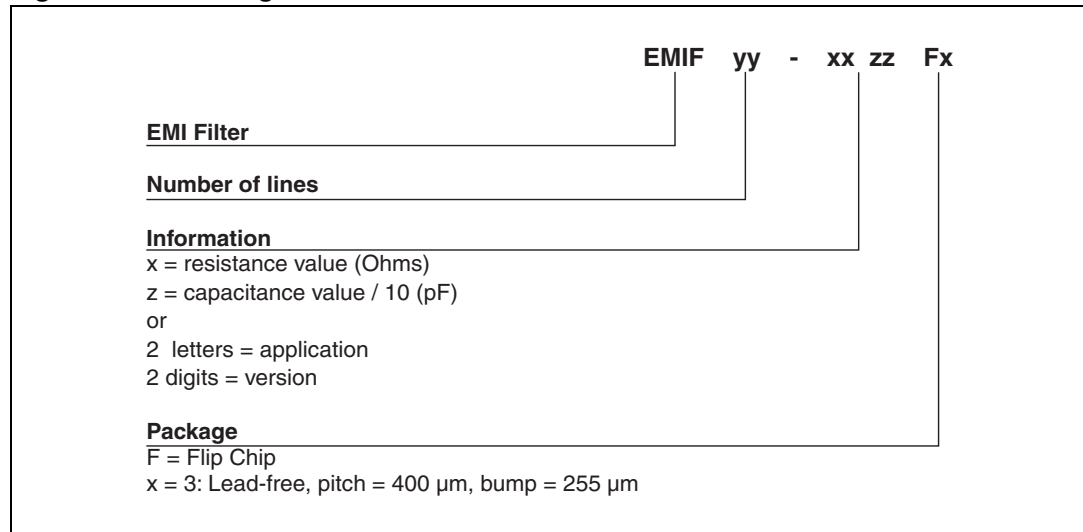 EMIF yy - xx zz Fx
EMI Filter
Number of lines
Information
x = resistance value (Ohms)
z = capacitance value / 10 (pF)
or
2 letters = application
2 digits = version
Package
F = Flip Chip
x = 3: Lead-free, pitch = 400 µm, bump = 255 µm